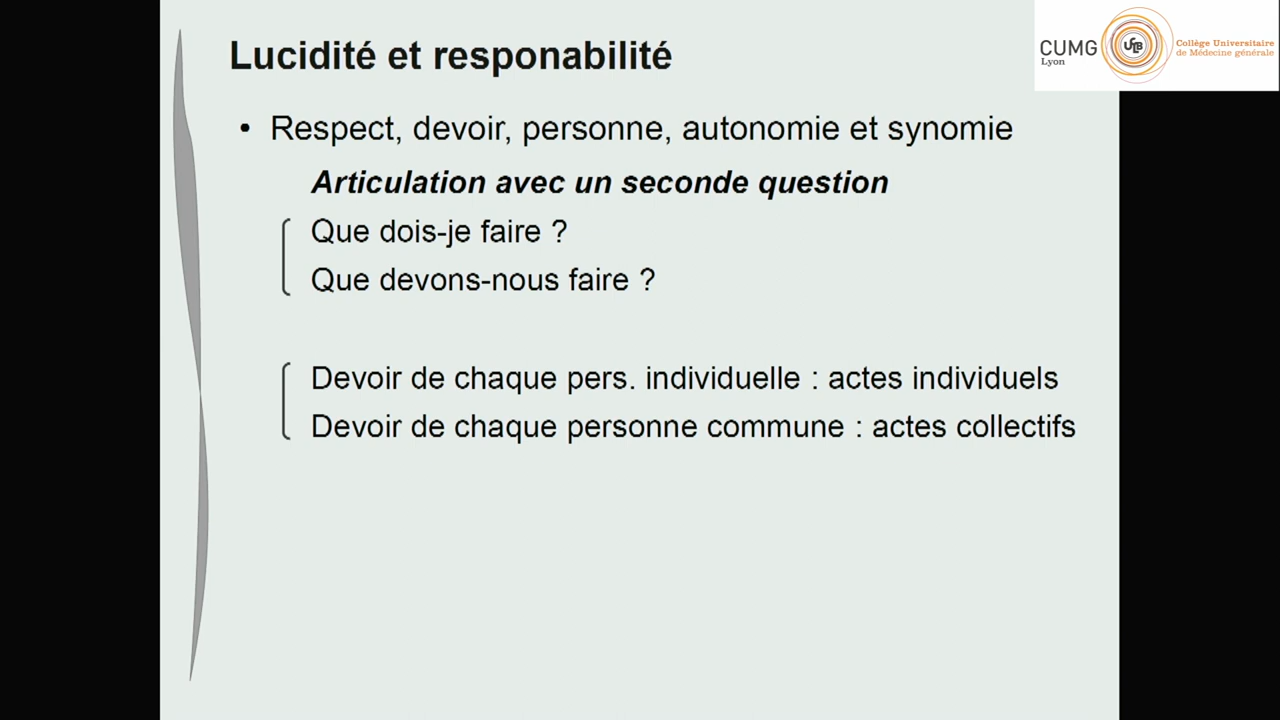 Lucidité et responabilité
CUMG
Lyon
UCLB
Collège Universitaire
de Médecine générale
• Respect, devoir, personne, autonomie et synomie
Articulation avec un seconde question
Que dois-je faire ?
Que devons-nous faire ?
Devoir de chaque pers. individuelle : actes individuels
Devoir de chaque personne commune : actes collectifs